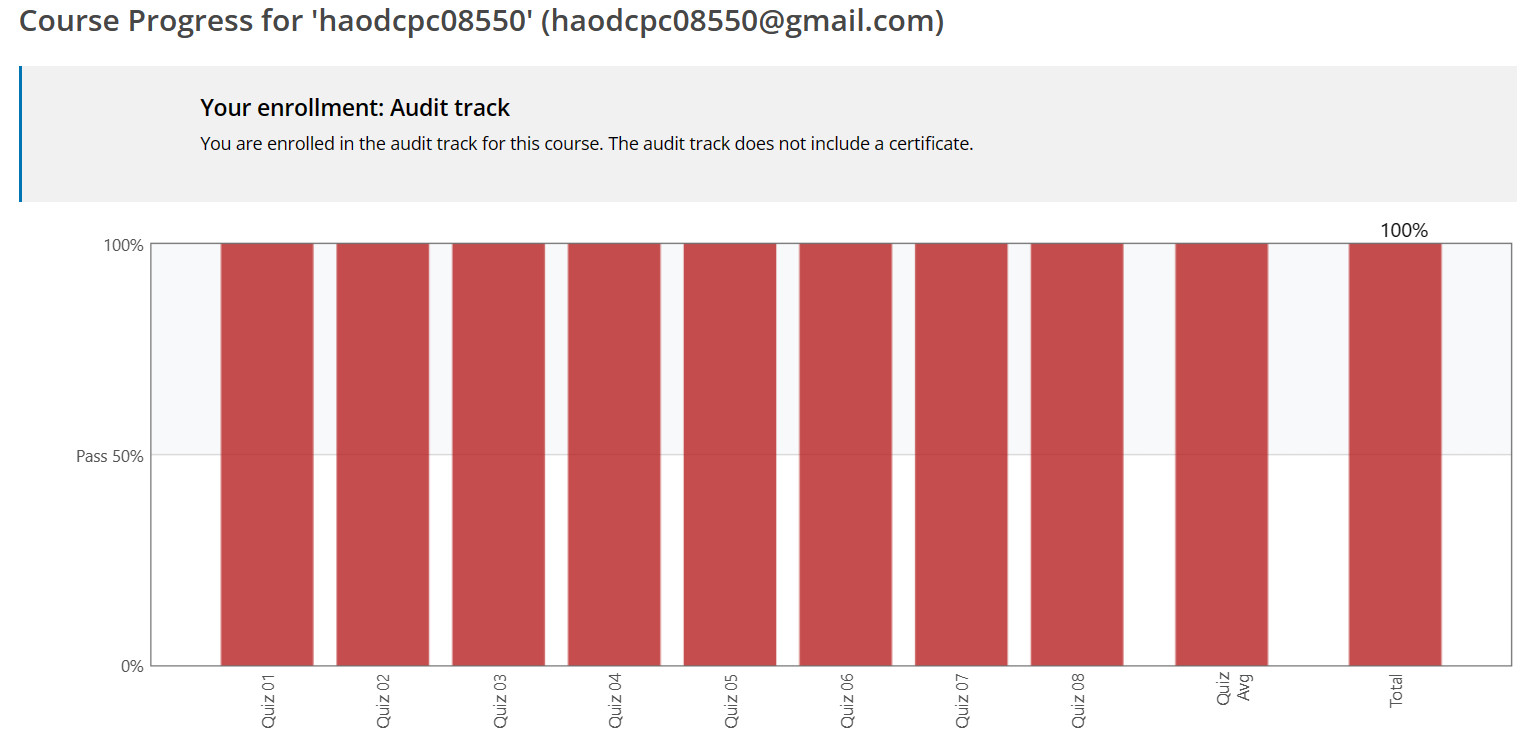 Course Progress for 'haodcpc08550' (haodcpc08550@gmail.com)
Your enrollment: Audit track
You are enrolled in the audit track for this course. The audit track does not include a certificate.
100%
100%
Pass 50%
0%
Quiz 01
Quiz 02
Quiz 03
Quiz 04
Quiz 05
Quiz 06
Quiz 07
Quiz 08
Quiz
Avg
Total